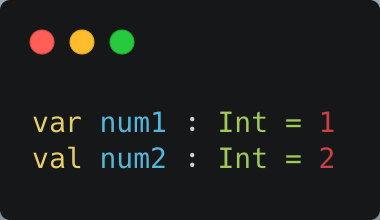 var num1 : Int = 1
val num2 : Int = 2